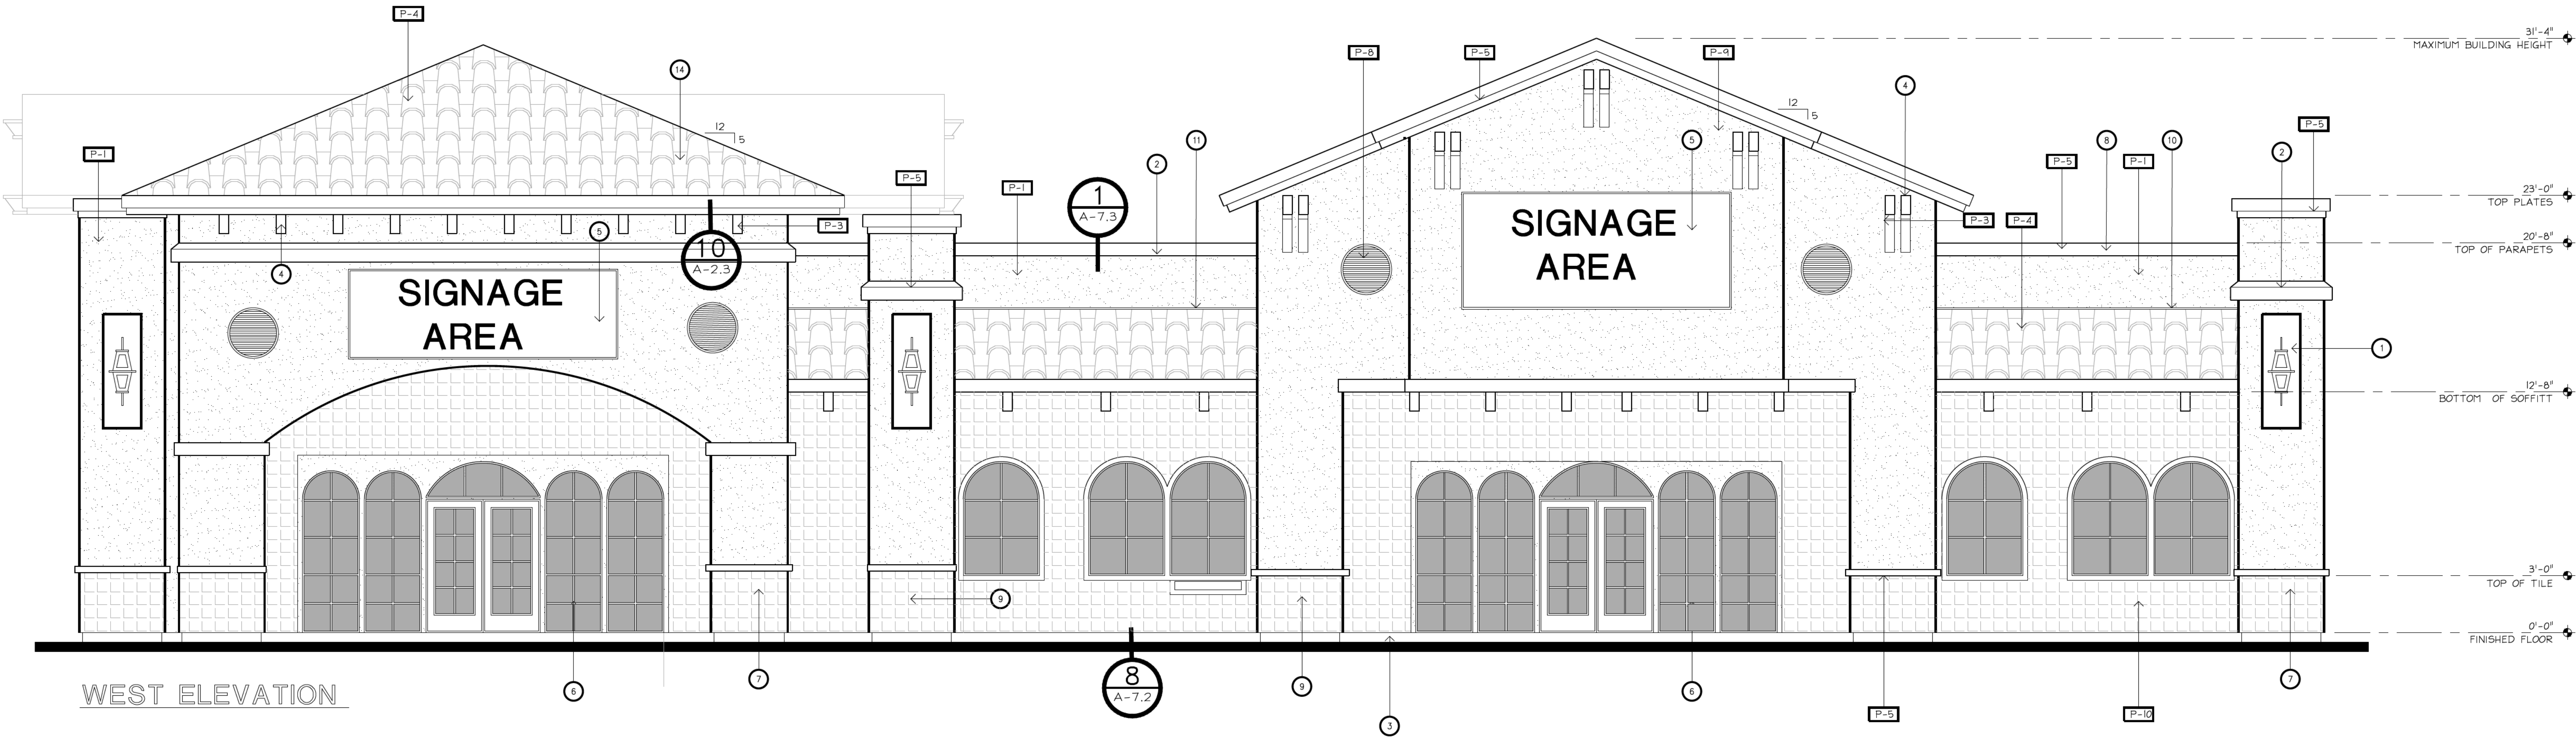 P-4
31'-4"
MAXIMUM BUILDING HEIGHT
P-8
P-5
P-9
14
4
12
5
12
5
P-5
P-1
11
2
5
8
10
2
P-5
P-1
P-5
P-1
1
A-7.3
23'-0"
TOP PLATES
P-3
P-3
P-4
5
SIGNAGE
AREA
10
A-2.3
20'-8"
TOP OF PARAPETS
4
SIGNAGE
AREA
1
12'-8"
BOTTOM OF SOFFITT
3'-0"
TOP OF TILE
9
0'-0"
FINISHED FLOOR
WEST ELEVATION
6
7
8
A-7.2
9
3
6
P-5
P-10
7